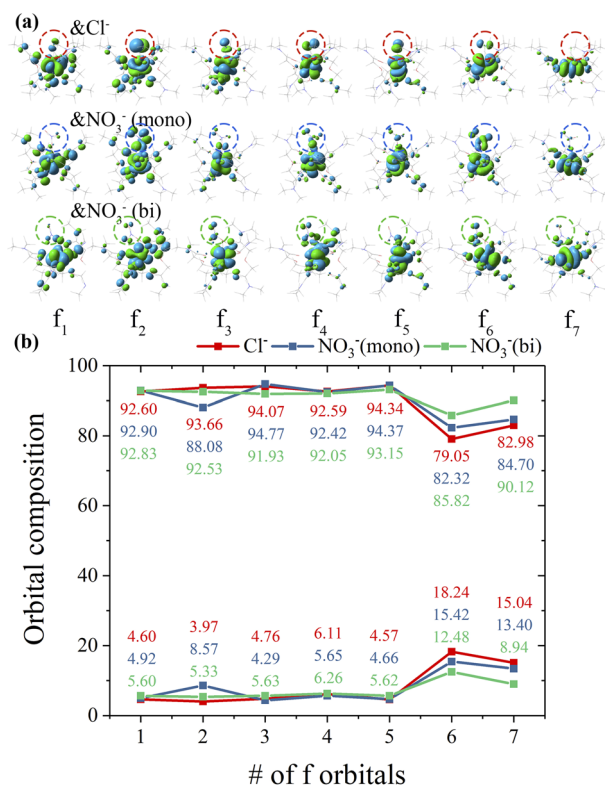 (a)
&Cl⁻
&NO₃⁻ (mono)
&NO₃⁻ (bi)
f₁ f₂ f₃ f₄ f₅ f₆ f₇
(b)
Cl⁻ NO₃⁻(mono) NO₃⁻(bi)
Orbital composition
100
80
60
40
20
0
92.60 93.66 94.07 92.59 94.34 79.05 82.98
92.90 88.08 94.77 92.42 94.37 82.32 84.70
92.83 92.53 91.93 92.05 93.15 85.82 90.12
4.60 3.97 4.76 6.11 4.57 18.24 15.04
4.92 8.57 4.29 5.65 4.66 15.42 13.40
5.60 5.33 5.63 6.26 5.62 12.48 8.94
1 2 3 4 5 6 7
# of f orbitals